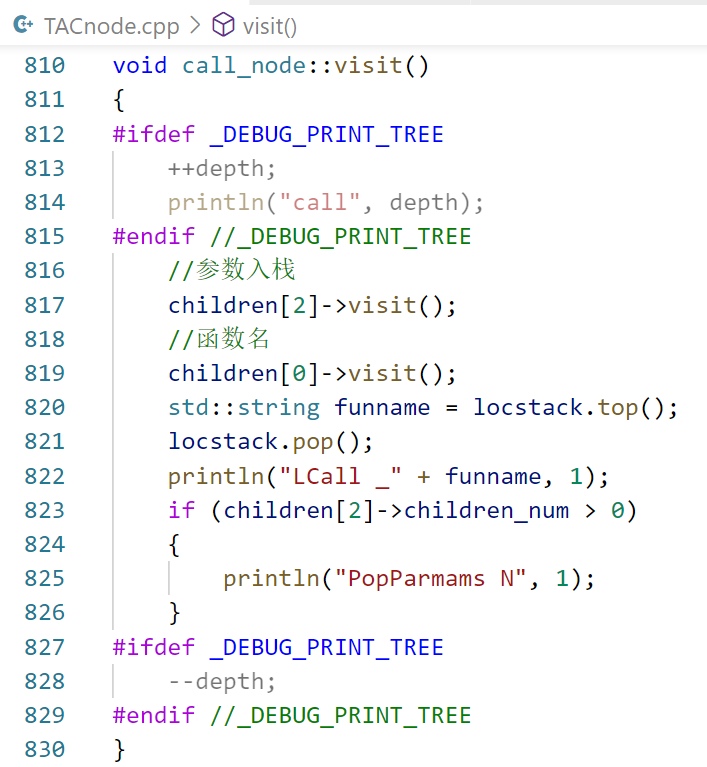 TACnode.cpp > visit()
810 void call_node::visit()
811 {
812 #ifdef _DEBUG_PRINT_TREE
813 ++depth;
814 println("call", depth);
815 #endif //_DEBUG_PRINT_TREE
816 //参数入栈
817 children[2]->visit();
818 //函数名
819 children[0]->visit();
820 std::string funname = locstack.top();
821 locstack.pop();
822 println("LCall _" + funname, 1);
823 if (children[2]->children_num > 0)
824 {
825 println("PopParmams N", 1);
826 }
827 #ifdef _DEBUG_PRINT_TREE
828 --depth;
829 #endif //_DEBUG_PRINT_TREE
830 }